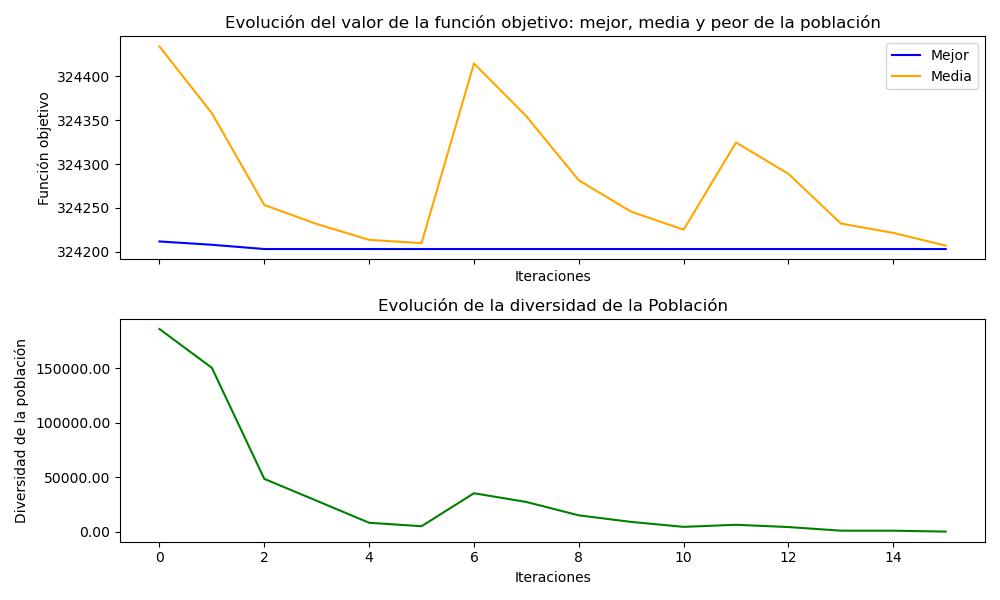 Evolución del valor de la función objetivo: mejor, media y peor de la población
Función objetivo
324400
324350
324300
324250
324200
Mejor
Media
Iteraciones
Evolución de la diversidad de la Población
Diversidad de la población
150000.00
100000.00
50000.00
0.00
0 2 4 6 8 10 12 14
Iteraciones